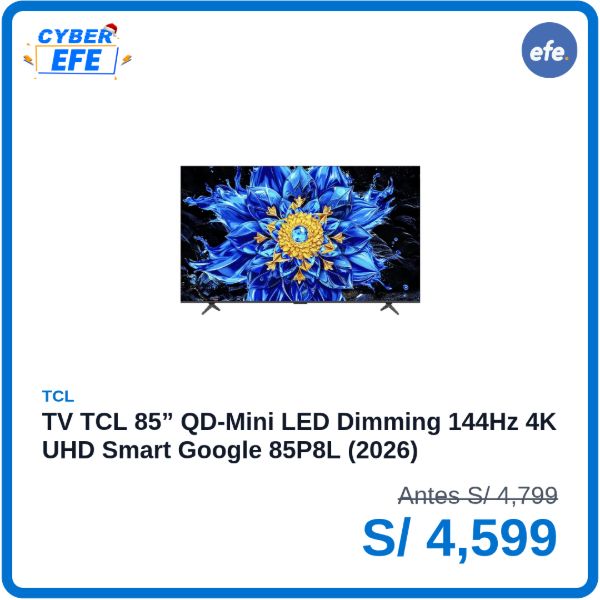 CYBER
EFE
efe.
TCL
TV TCL 85” QD-Mini LED Dimming 144Hz 4K
UHD Smart Google 85P8L (2026)
Antes S/ 4,799
S/ 4,599